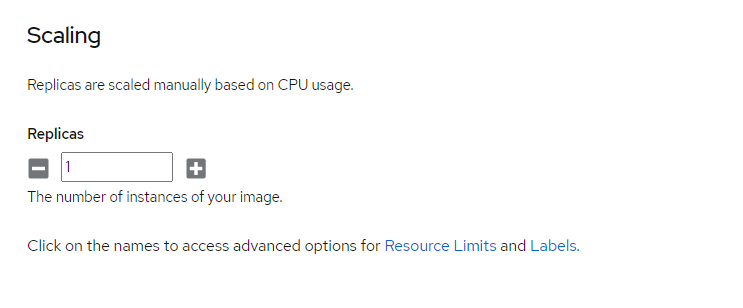 Scaling
Replicas are scaled manually based on CPU usage.
Replicas
1
The number of instances of your image.
Click on the names to access advanced options for Resource Limits and Labels.